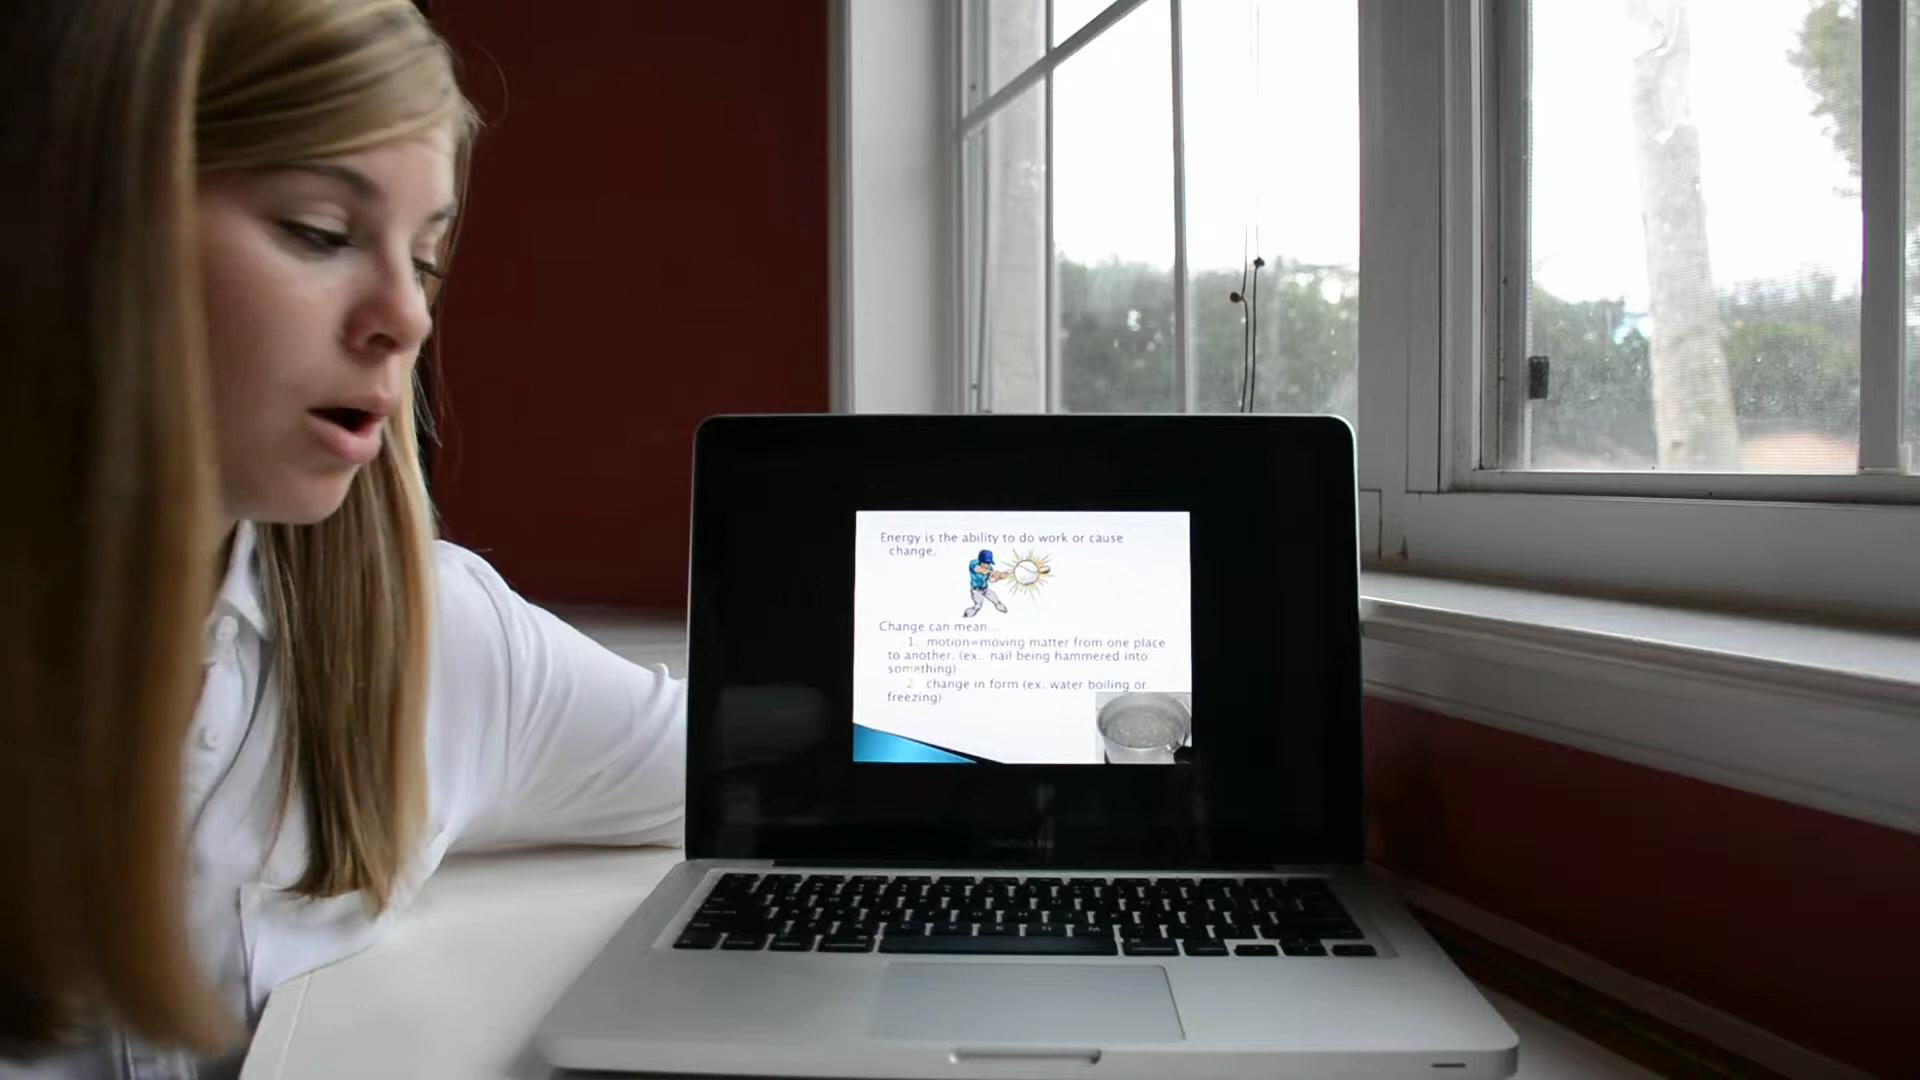 Energy is the ability to do work or cause
change.
Change can mean...
1. motion=moving matter from one place
to another. (ex.. nail being hammered into
something)
2. change in form (ex.. water boiling or
freezing)